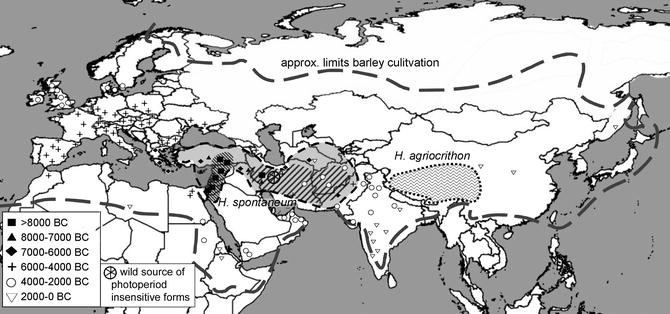 approx. limits barley culitvation
H. agriocrithon
H. spontaneum
>8000 BC
8000-7000 BC
7000-6000 BC
6000-4000 BC
4000-2000 BC
2000-0 BC
wild source of
photoperiod
insensitive forms